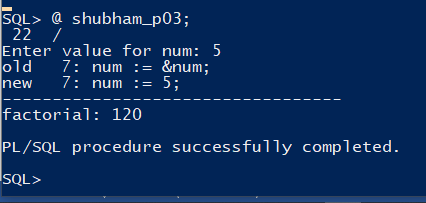 SQL> @ shubham_p03;
 22  /
Enter value for num: 5
old   7: num := &num;
new   7: num := 5;
----------------------------------
factorial: 120
PL/SQL procedure successfully completed.
SQL>